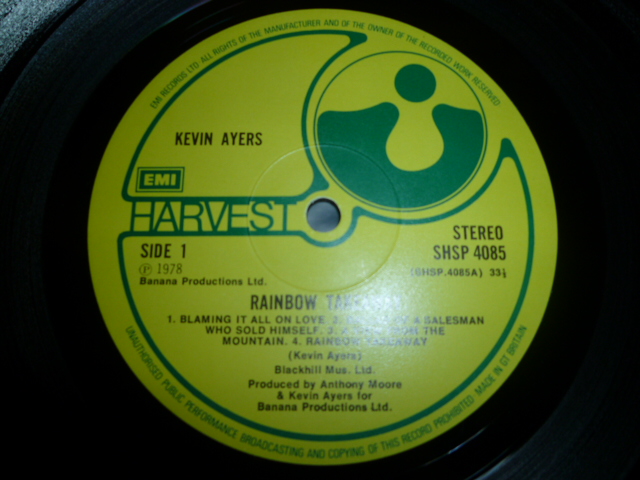 EMI RECORDS LTD. ALL RIGHTS OF THE MANUFACTURER AND OF THE OWNER OF THE RECORDED WORK RESERVED
KEVIN AYERS
EMI
HARVEST
SIDE 1
STEREO
SHSP 4085
Ⓟ 1978
(SHSP.4085A) 33⅓
Banana Productions Ltd.
RAINBOW
1. BLAMING IT ALL ON LOVE. 2. A SALESMAN
WHO SOLD HIMSELF. 3. THE
MOUNTAIN. 4. RAINBOW TAKEAWAY
(Kevin Ayers)
Blackhill Mus. Ltd.
Produced by Anthony Moore
& Kevin Ayers for
Banana Productions Ltd.
UNAUTHORISED PUBLIC PERFORMANCE BROADCASTING AND COPYING OF THIS RECORD PROHIBITED MADE IN GT BRITAIN